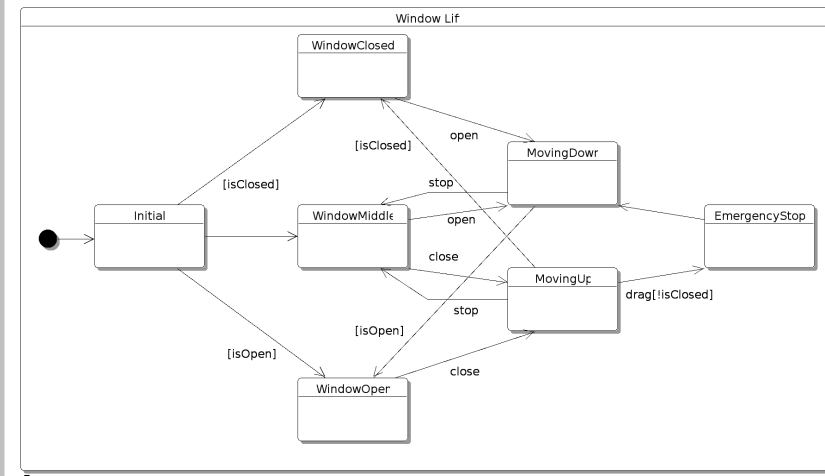 Window Lif
WindowClosed
open
[isClosed]
MovingDowr
[isClosed]
stop
Initial
WindowMiddle
open
EmergencyStop
close
MovingUp
drag[!isClosed]
stop
[isOpen]
[isOpen]
close
WindowOper